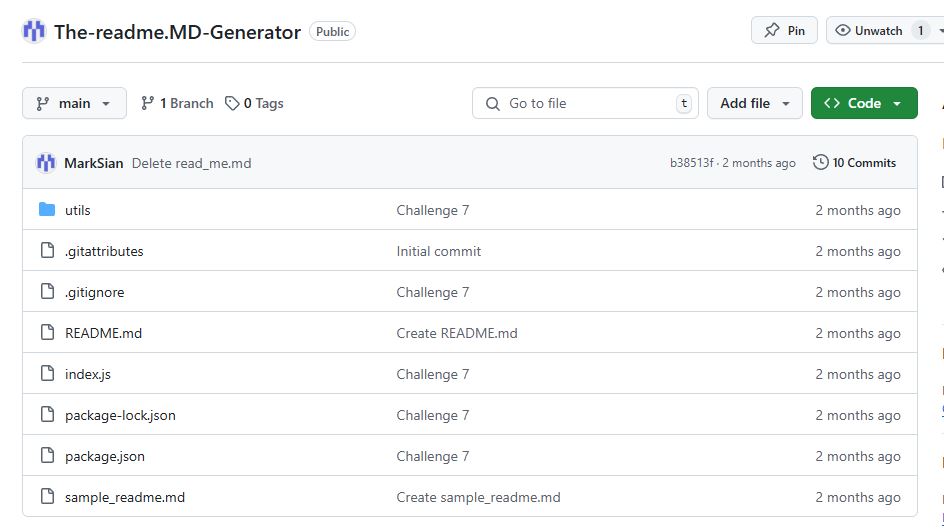 The-readme.MD-Generator Public Pin Unwatch 1
main 1 Branch 0 Tags Go to file t Add file Code
MarkSian Delete read_me.md b38513f · 2 months ago 10 Commits
utils Challenge 7 2 months ago
.gitattributes Initial commit 2 months ago
.gitignore Challenge 7 2 months ago
README.md Create README.md 2 months ago
index.js Challenge 7 2 months ago
package-lock.json Challenge 7 2 months ago
package.json Challenge 7 2 months ago
sample_readme.md Create sample_readme.md 2 months ago